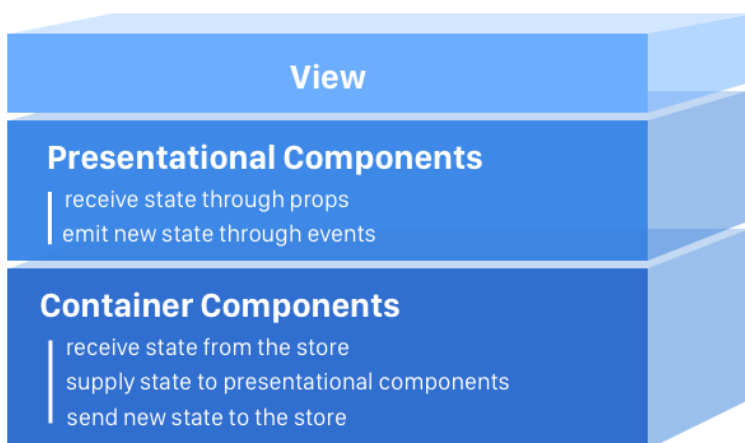 View
Presentational Components
receive state through props
emit new state through events
Container Components
receive state from the store
supply state to presentational components
send new state to the store